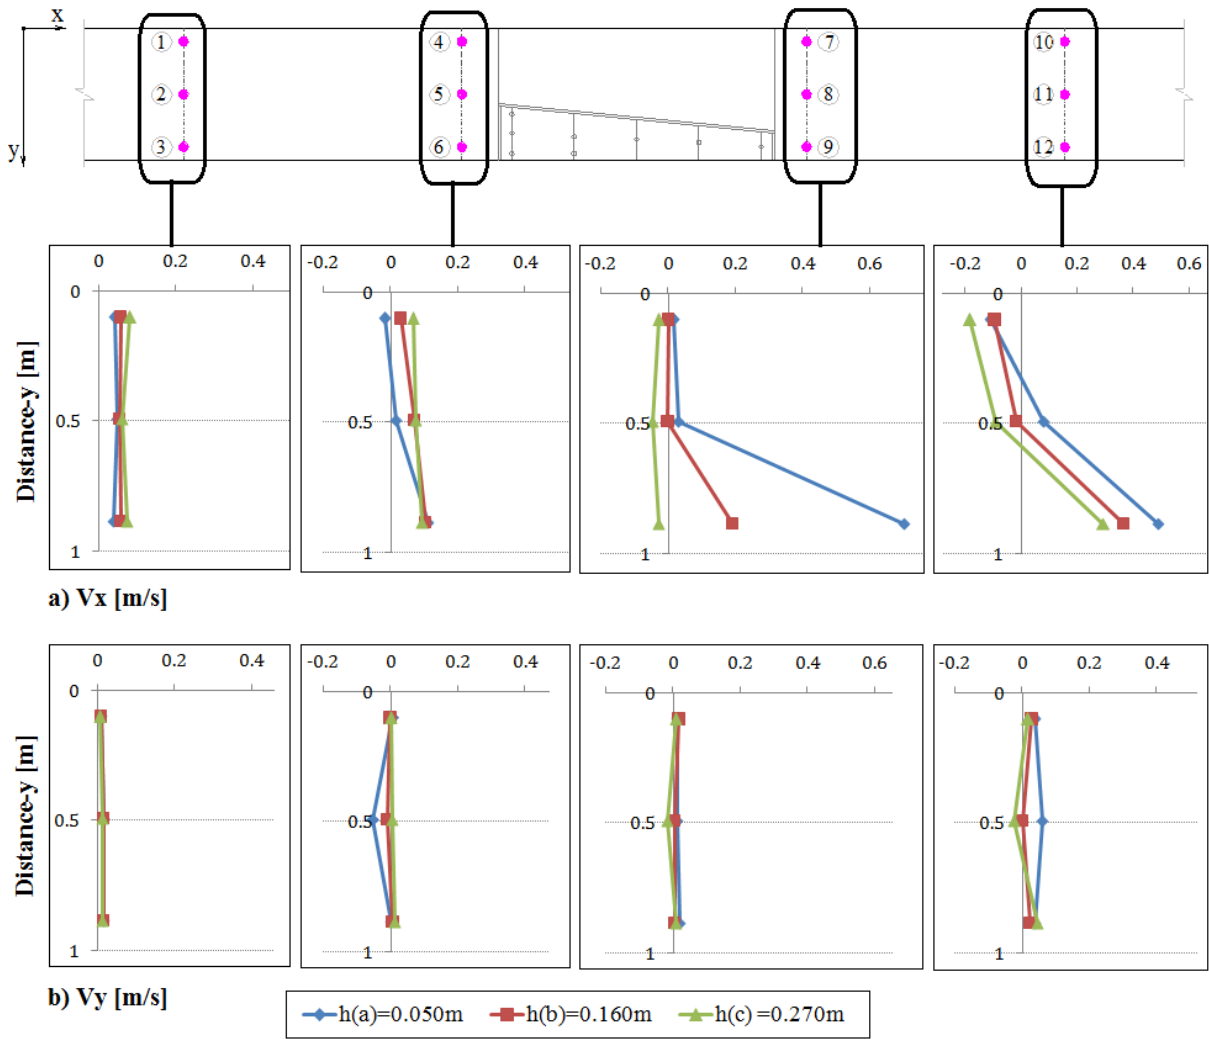 x
y
1 4 7 10
2 5 8 11
3 6 9 12
0 0.2 0.4 -0.2 0 0.2 0.4 -0.2 0 0.2 0.4 0.6 -0.2 0 0.2 0.4 0.6
0 0 0 0
0.5 0.5 0.5 0.5
1 1 1 1
Distance-y [m]
a) Vx [m/s]
0 0.2 0.4 -0.2 0 0.2 0.4 -0.2 0 0.2 0.4 0.6 -0.2 0 0.2 0.4
0 0 0 0
0.5 0.5 0.5 0.5
1 1 1 1
Distance-y [m]
b) Vy [m/s]
h(a)=0.050m h(b)=0.160m h(c) =0.270m